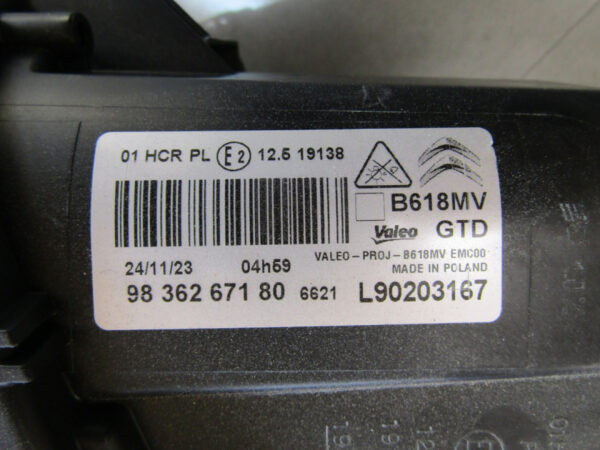 01 HCR PL E2 12.5 19138
B618MV
Valeo GTD
VALEO-PROJ-B618MV EMC00
24/11/23 04h59 MADE IN POLAND
98 362 671 80 6621 L90203167